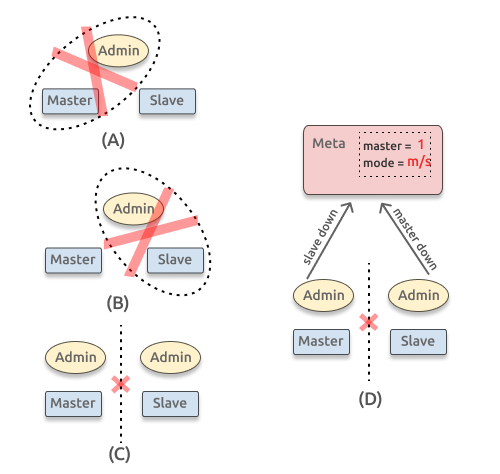 Admin
Master
Slave
(A)
Admin
Master
Slave
(B)
Admin
Admin
Master
Slave
(C)
Meta
master = 1
mode = m/s
slave down
master down
Admin
Admin
Master
Slave
(D)